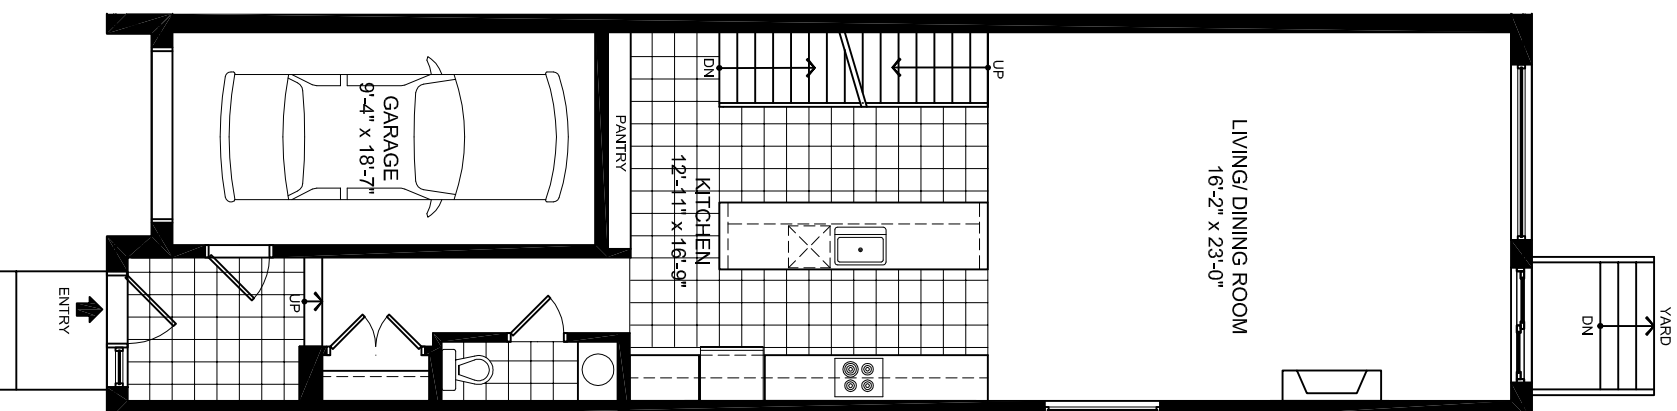 GARAGE
9'-4" x 18'-7"
PANTRY
DN
UP
KITCHEN
12'-11" x 16'-9"
LIVING/ DINING ROOM
16'-2" x 23'-0"
YARD
DN
UP
ENTRY